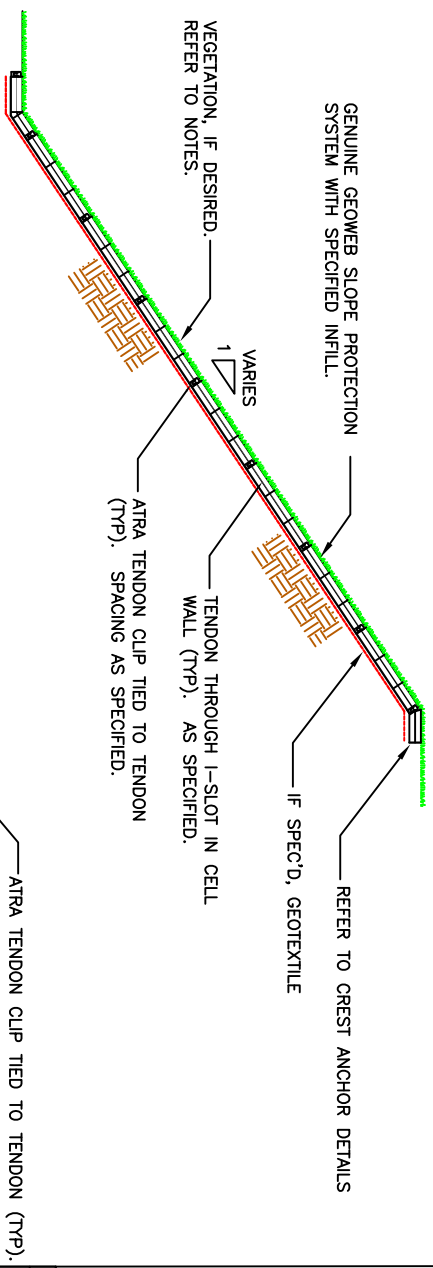 GENUINE GEOWEB SLOPE PROTECTION
SYSTEM WITH SPECIFIED INFILL.
VEGETATION, IF DESIRED.
REFER TO NOTES.
VARIES
1
REFER TO CREST ANCHOR DETAILS
IF SPEC'D, GEOTEXTILE
TENDON THROUGH I-SLOT IN CELL
WALL (TYP). AS SPECIFIED.
ATRA TENDON CLIP TIED TO TENDON
(TYP). SPACING AS SPECIFIED.
ATRA TENDON CLIP TIED TO TENDON (TYP).